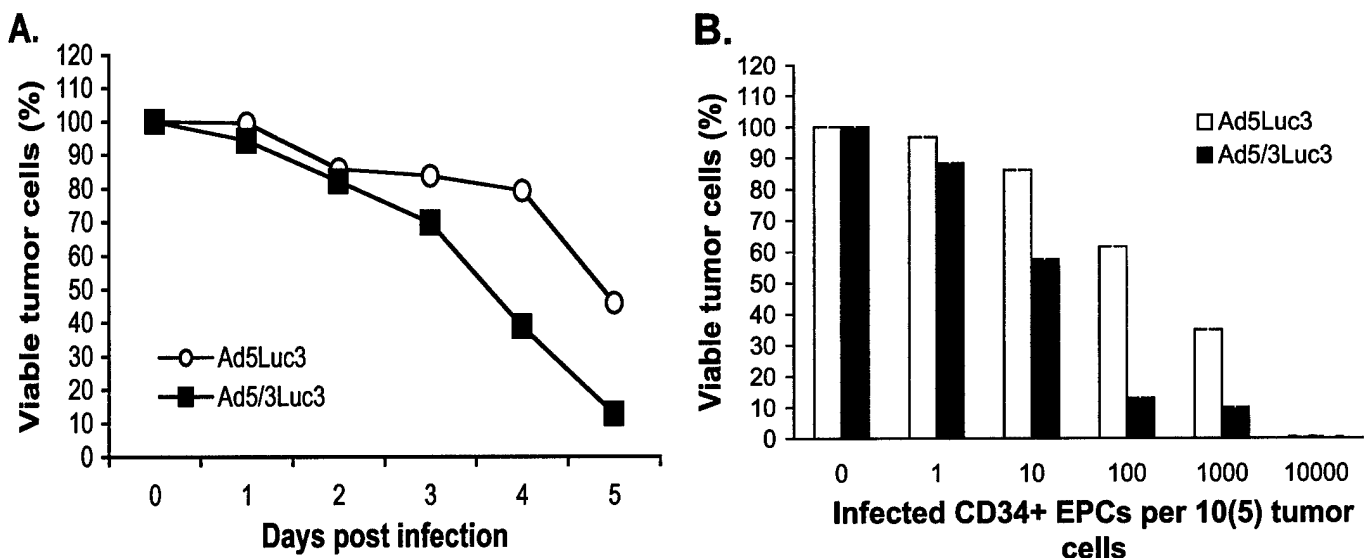 A.
Viable tumor cells (%)
120
110
100
90
80
70
60
50
40
30
20
10
0
Ad5Luc3
Ad5/3Luc3
0 1 2 3 4 5
Days post infection
B.
Viable tumor cells (%)
120
110
100
90
80
70
60
50
40
30
20
10
0
Ad5Luc3
Ad5/3Luc3
0 1 10 100 1000 10000
Infected CD34+ EPCs per 10(5) tumor
cells